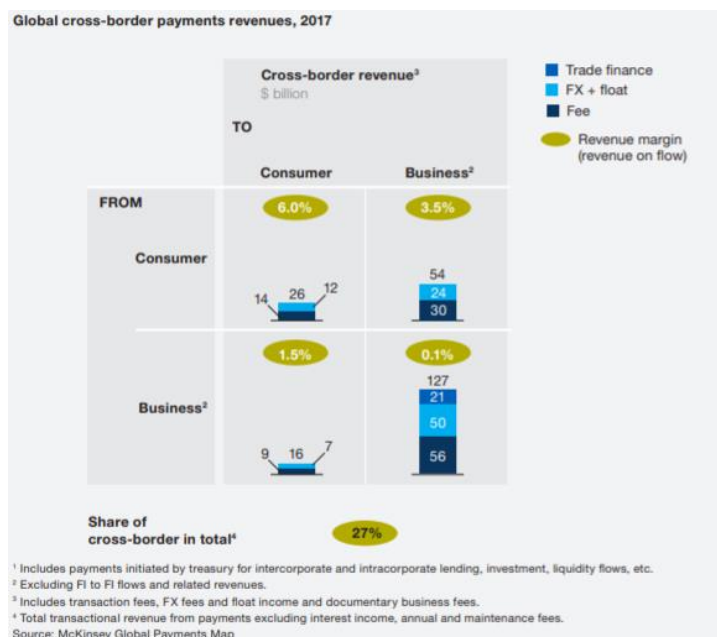 Global cross-border payments revenues, 2017
Cross-border revenue³
$ billion
TO
Consumer
Business²
Trade finance
FX + float
Fee
Revenue margin
(revenue on flow)
FROM
6.0%
3.5%
Consumer
14
26
12
54
24
30
1.5%
0.1%
Business²
9
16
7
127
21
50
56
Share of
cross-border in total⁴
27%
¹ Includes payments initiated by treasury for intercorporate and intracorporate lending, investment, liquidity flows, etc.
² Excluding FI to FI flows and related revenues.
³ Includes transaction fees, FX fees and float income and documentary business fees.
⁴ Total transactional revenue from payments excluding interest income, annual and maintenance fees.
Source: McKinsey Global Payments Map